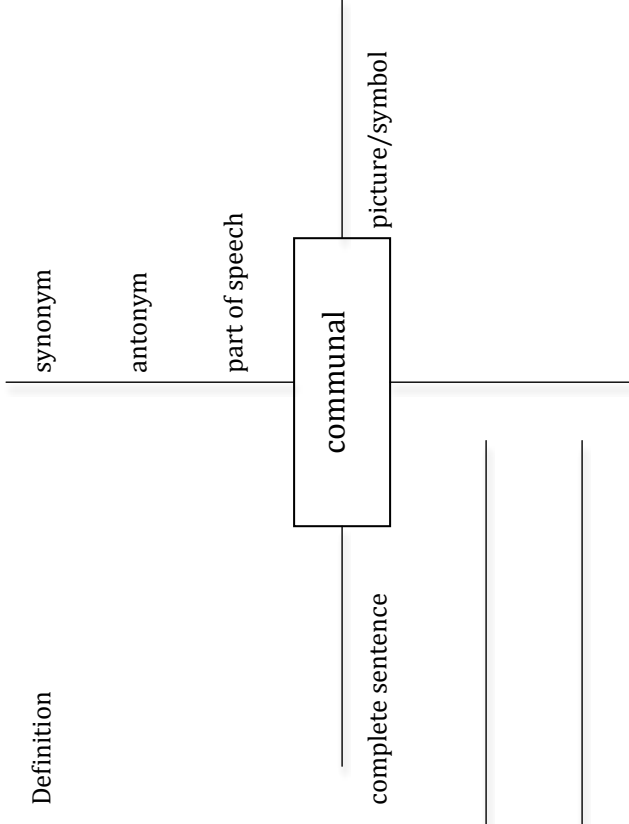 Definition
synonym
antonym
part of speech
communal
complete sentence
picture/symbol